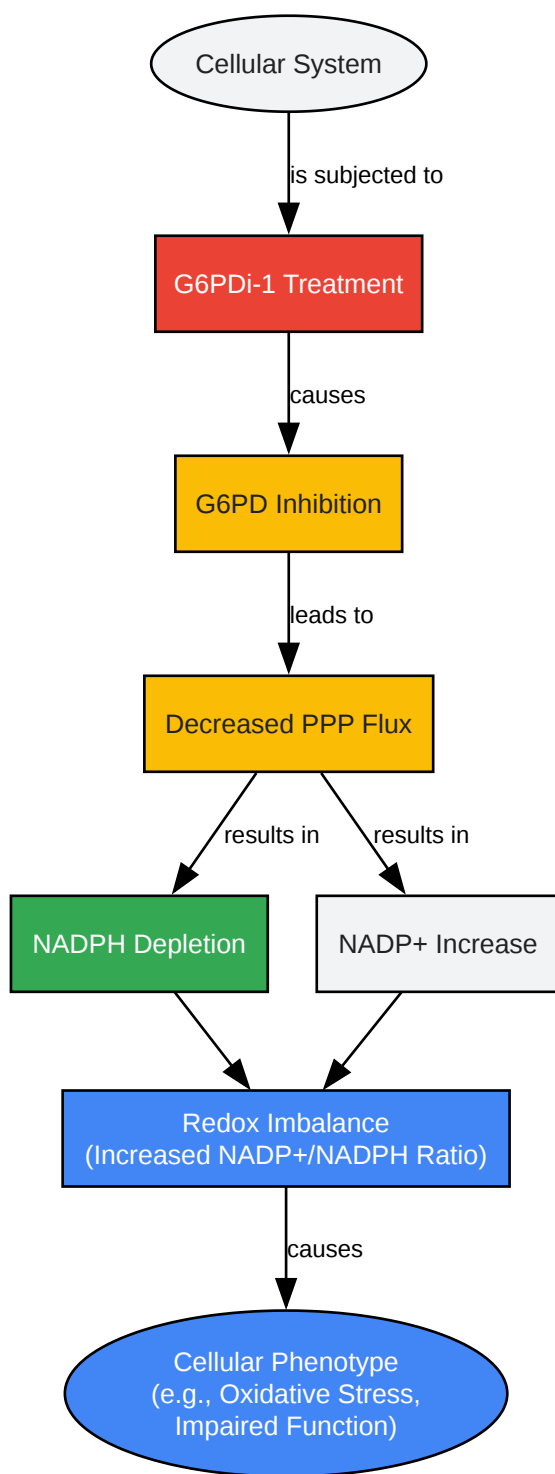 Cellular System
is subjected to
G6PDi-1 Treatment
causes
G6PD Inhibition
leads to
Decreased PPP Flux
results in
results in
NADPH Depletion
NADP+ Increase
Redox Imbalance
(Increased NADP+/NADPH Ratio)
causes
Cellular Phenotype
(e.g., Oxidative Stress,
Impaired Function)